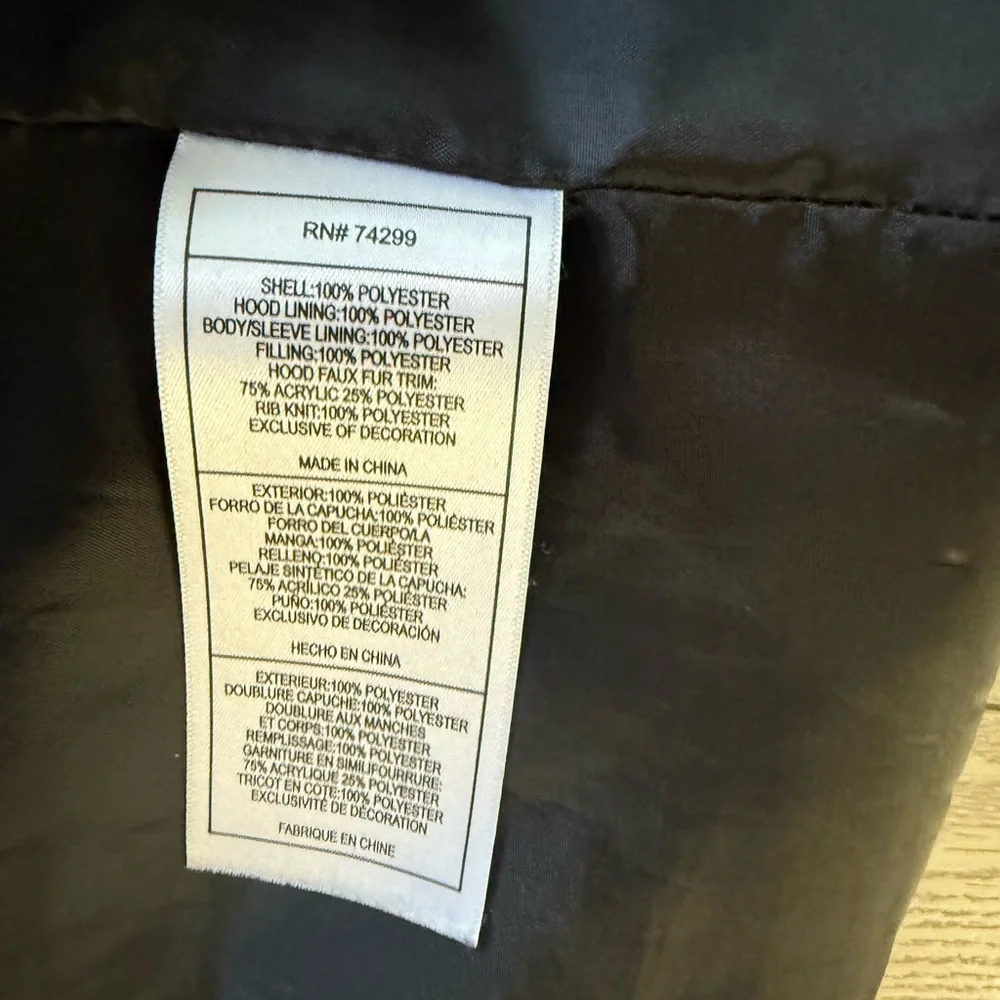 RN# 74299
SHELL:100% POLYESTER
HOOD LINING:100% POLYESTER
BODY/SLEEVE LINING:100% POLYESTER
FILLING:100% POLYESTER
HOOD FAUX FUR TRIM:
75% ACRYLIC 25% POLYESTER
RIB KNIT:100% POLYESTER
EXCLUSIVE OF DECORATION
MADE IN CHINA
EXTERIOR:100% POLIÉSTER
FORRO DE LA CAPUCHA:100% POLIÉSTER
FORRO DEL CUERPO/LA
MANGA:100% POLIÉSTER
RELLENO:100% POLIÉSTER
PELAJE SINTÉTICO DE LA CAPUCHA:
75% ACRÍLICO 25% POLIÉSTER
PUÑO:100% POLIÉSTER
EXCLUSIVO DE DECORACIÓN
HECHO EN CHINA
EXTERIEUR:100% POLYESTER
DOUBLURE CAPUCHE:100% POLYESTER
DOUBLURE AUX MANCHES
ET CORPS:100% POLYESTER
REMPLISSAGE:100% POLYESTER
GARNITURE EN SIMILIFOURRURE:
75% ACRYLIQUE 25% POLYESTER
TRICOT EN COTE:100% POLYESTER
EXCLUSIVITÉ DE DÉCORATION
FABRIQUE EN CHINE